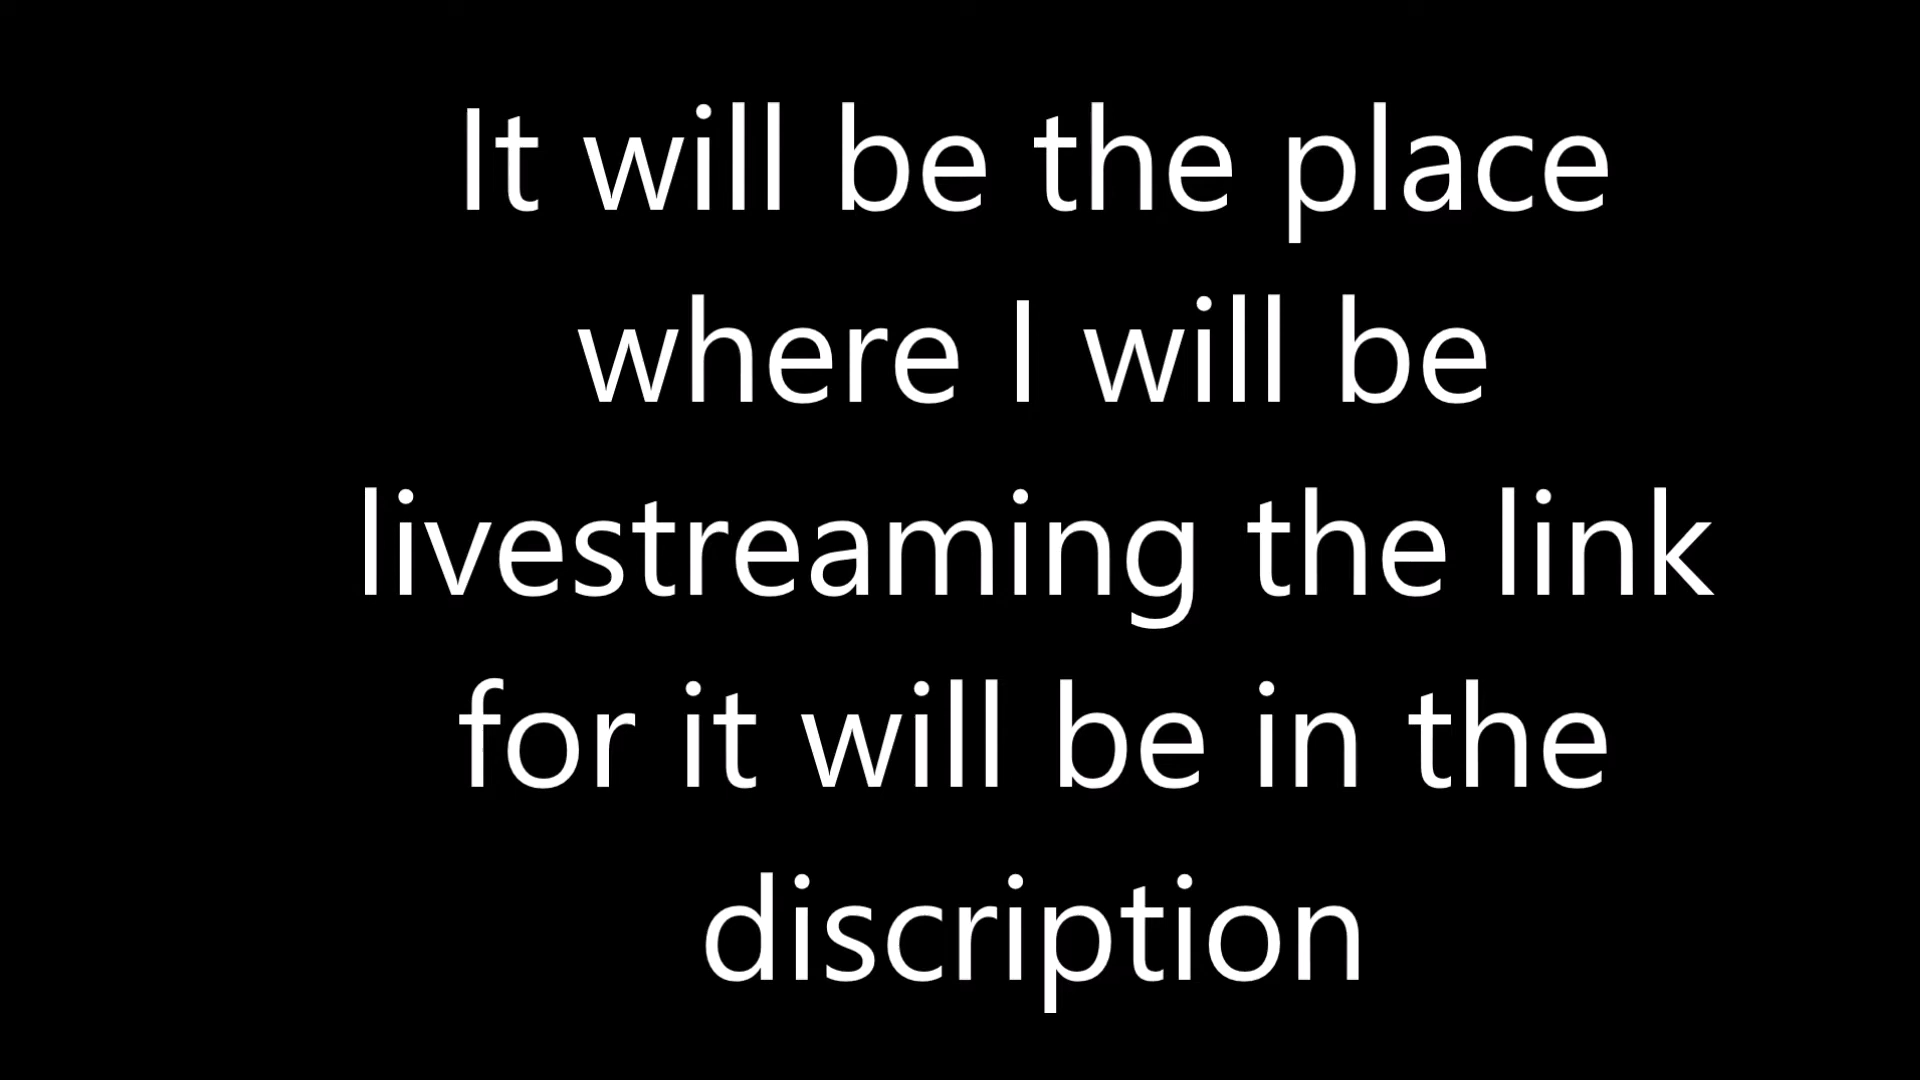 It will be the place
where I will be
livestreaming the link
for it will be in the
discription